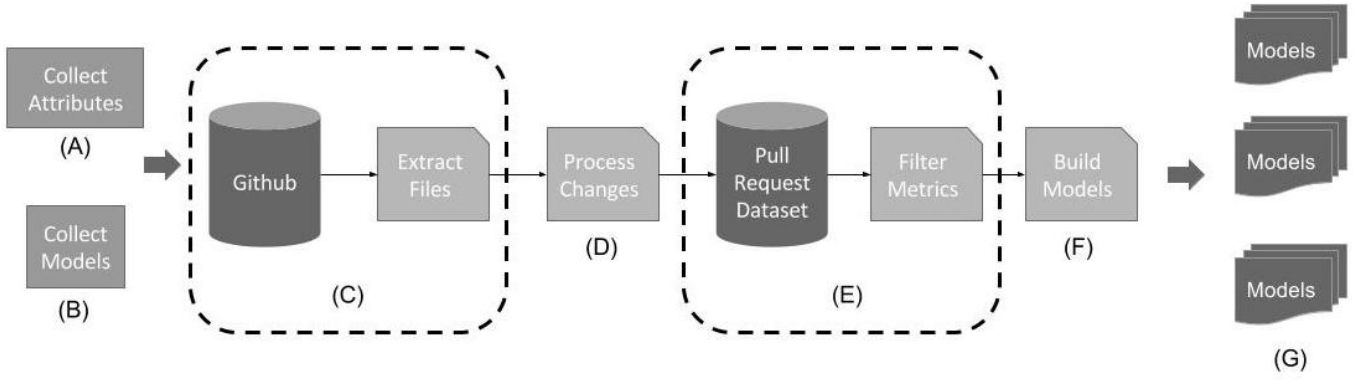 Collect
Attributes
(A)
Collect
Models
(B)
Github
Extract
Files
(C)
Process
Changes
(D)
Pull
Request
Dataset
Filter
Metrics
(E)
Build
Models
(F)
Models
Models
Models
(G)